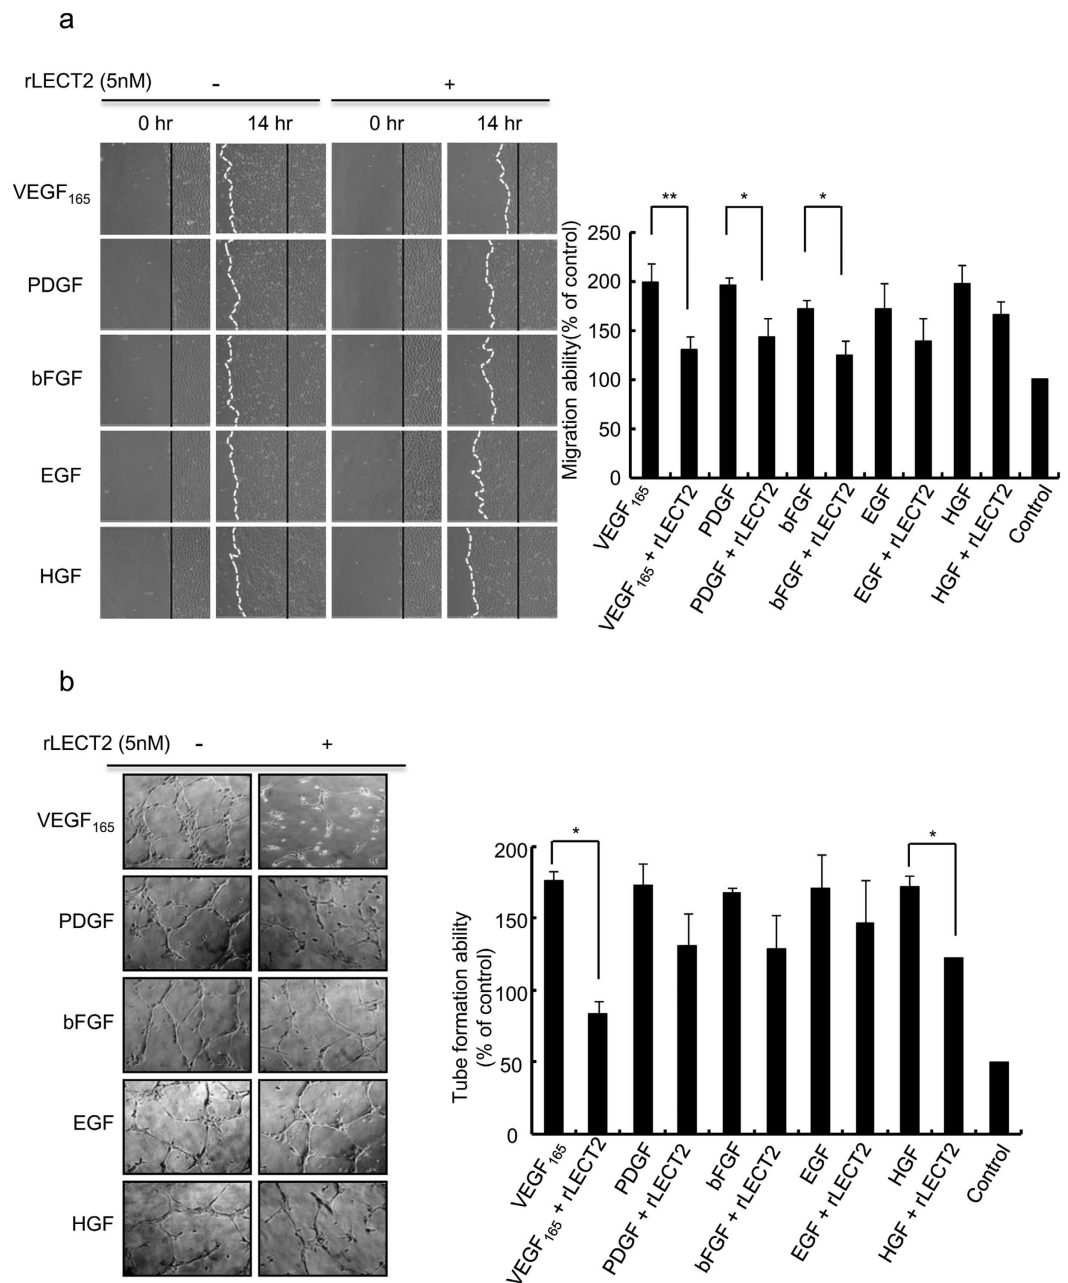 a
rLECT2 (5nM) - +
0 hr 14 hr 0 hr 14 hr
VEGF165
PDGF
bFGF
EGF
HGF
** * *
Migration ability(% of control)
250
200
150
100
50
0
VEGF165
VEGF165 + rLECT2
PDGF
PDGF + rLECT2
bFGF
bFGF + rLECT2
EGF
EGF + rLECT2
HGF
HGF + rLECT2
Control
b
rLECT2 (5nM) - +
VEGF165
PDGF
bFGF
EGF
HGF
* *
Tube formation ability
(% of control)
200
150
100
50
0
VEGF165
VEGF165 + rLECT2
PDGF
PDGF + rLECT2
bFGF
bFGF + rLECT2
EGF
EGF + rLECT2
HGF
HGF + rLECT2
Control